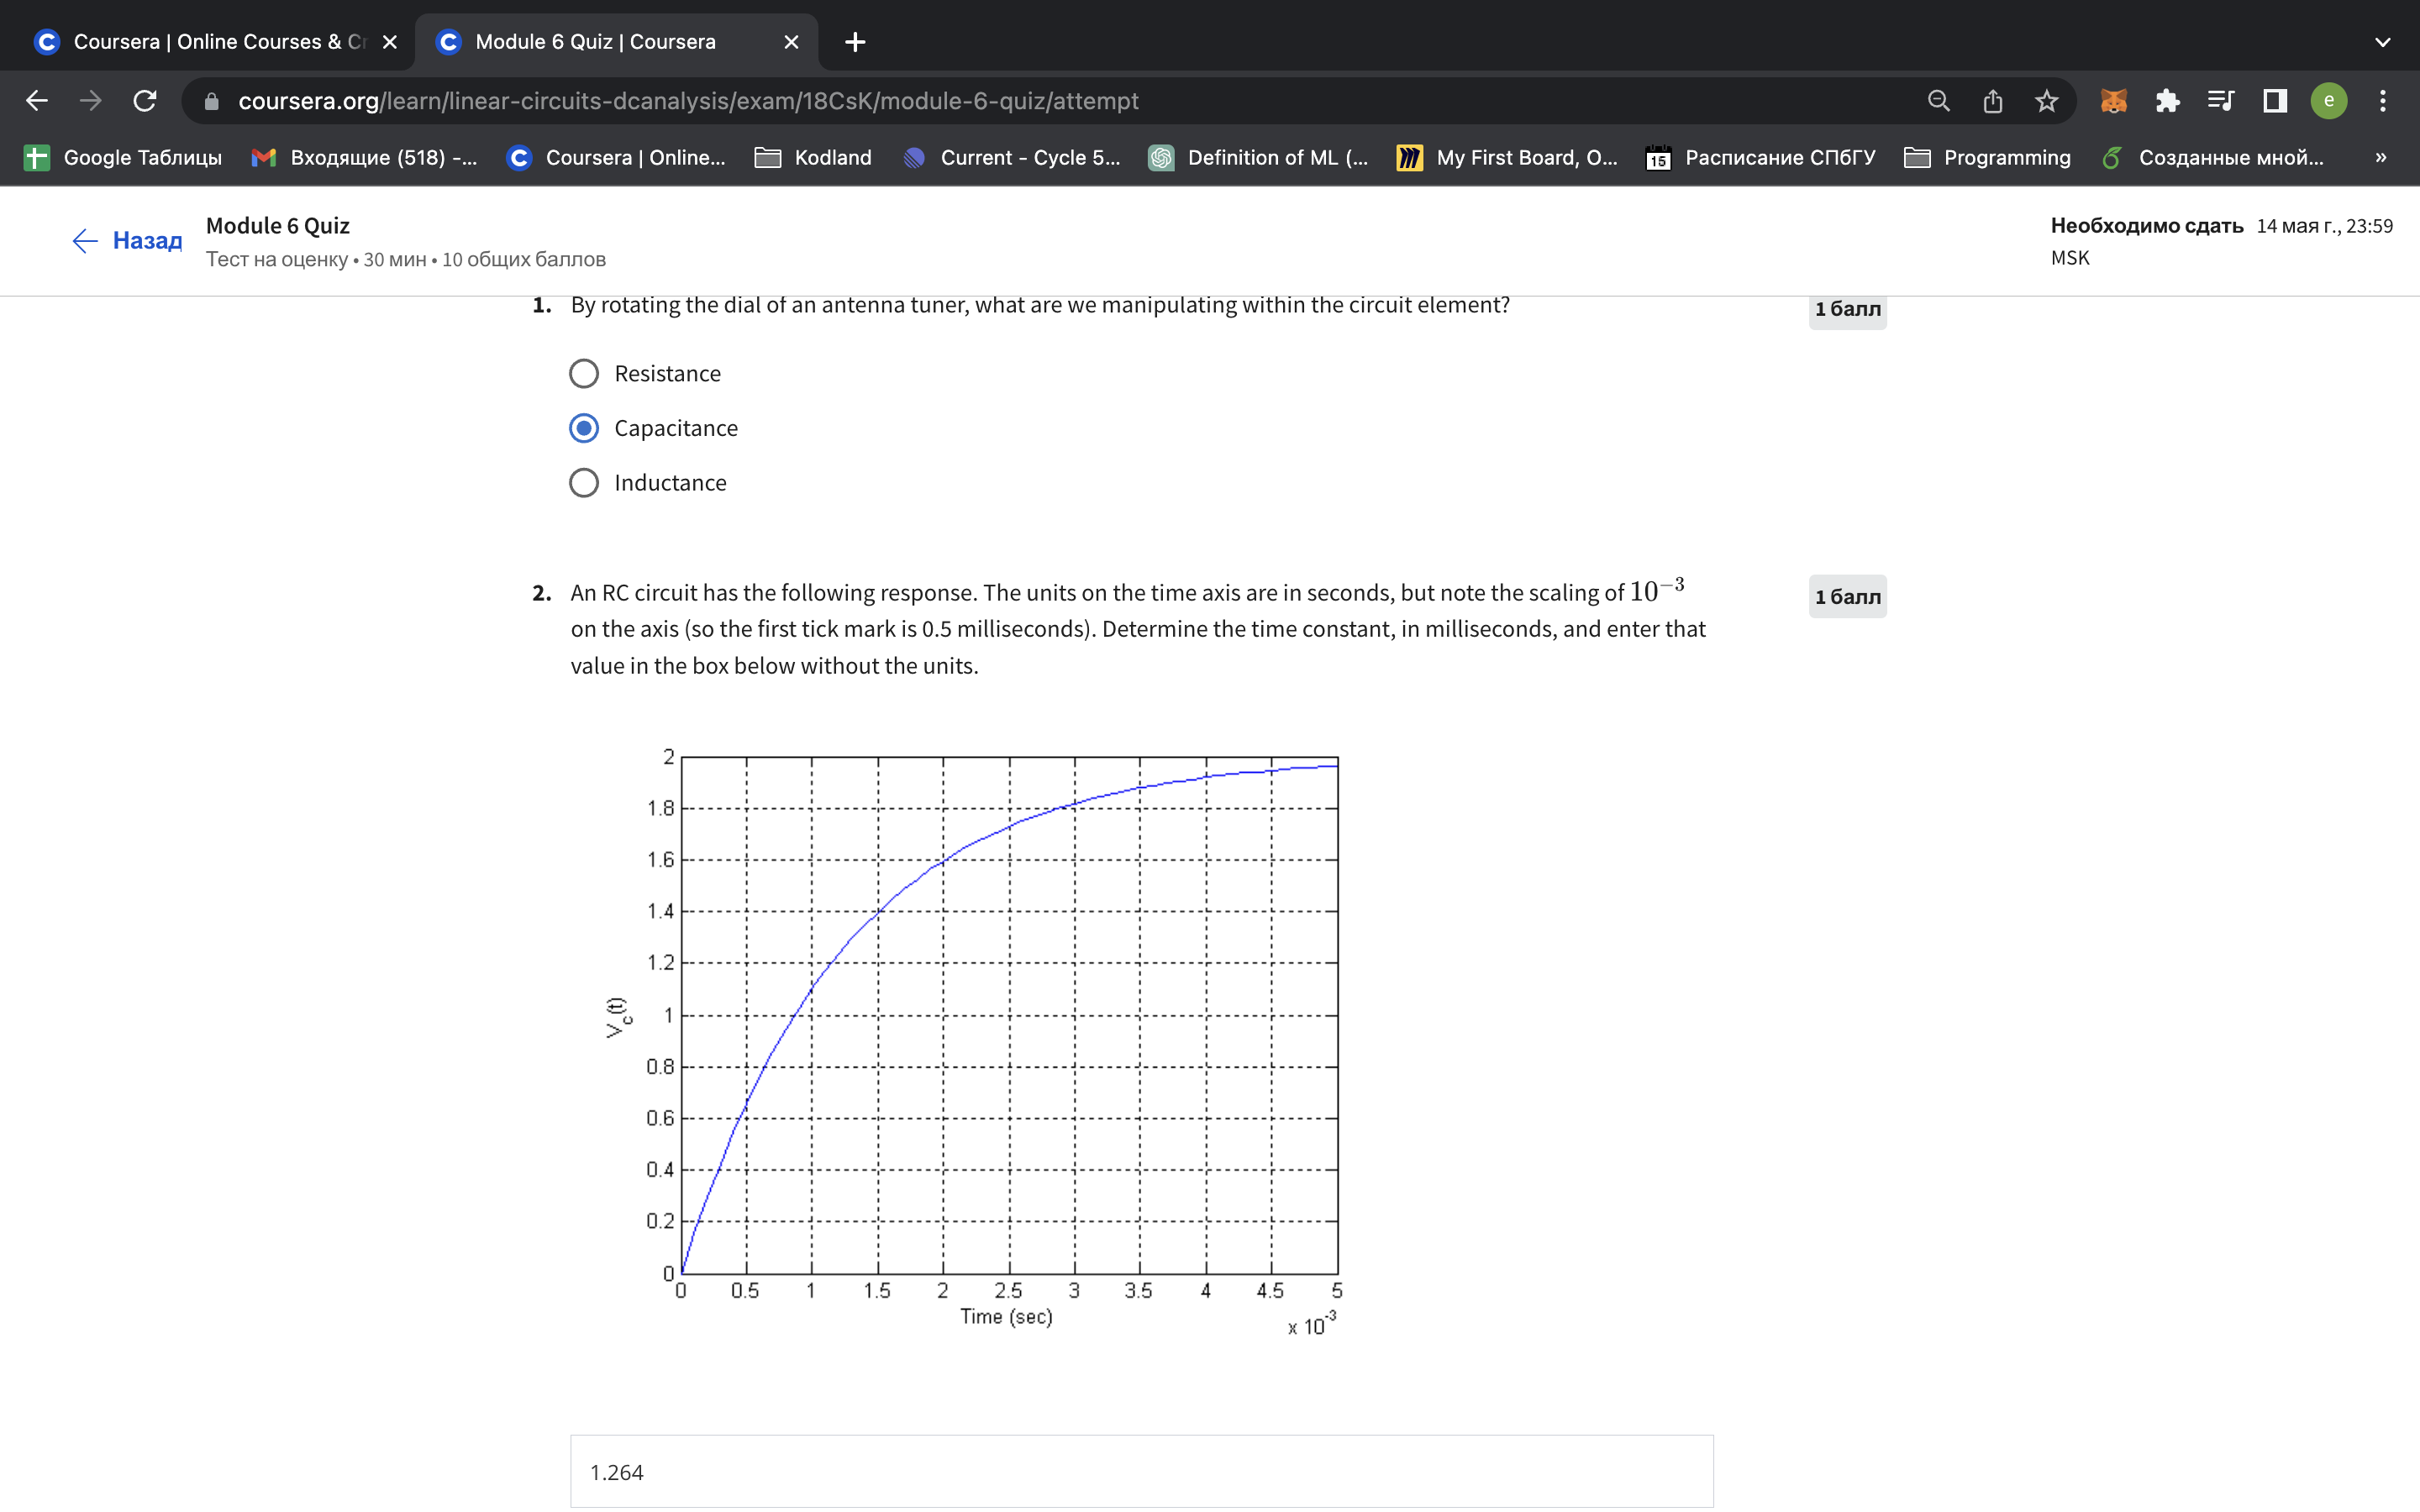 Coursera | Online Courses & Cr
Module 6 Quiz | Coursera
coursera.org/learn/linear-circuits-dcanalysis/exam/18CsK/module-6-quiz/attempt
e
Google Таблицы
Входящие (518) -...
Coursera | Online...
Kodland
Current - Cycle 5...
Definition of ML (...
My First Board, O...
15
Расписание СПбГУ
Programming
Созданные мной...
»
Назад
Module 6 Quiz
Тест на оценку • 30 мин • 10 общих баллов
Необходимо сдать 14 мая г., 23:59
MSK
1. By rotating the dial of an antenna tuner, what are we manipulating within the circuit element?
1 балл
Resistance
Capacitance
Inductance
2. An RC circuit has the following response. The units on the time axis are in seconds, but note the scaling of 10⁻³
on the axis (so the first tick mark is 0.5 milliseconds). Determine the time constant, in milliseconds, and enter that
value in the box below without the units.
1 балл
2
1.8
1.6
1.4
1.2
1
0.8
0.6
0.4
0.2
0
V_c(t)
0 0.5 1 1.5 2 2.5 3 3.5 4 4.5 5
Time (sec)
x 10⁻³
1.264